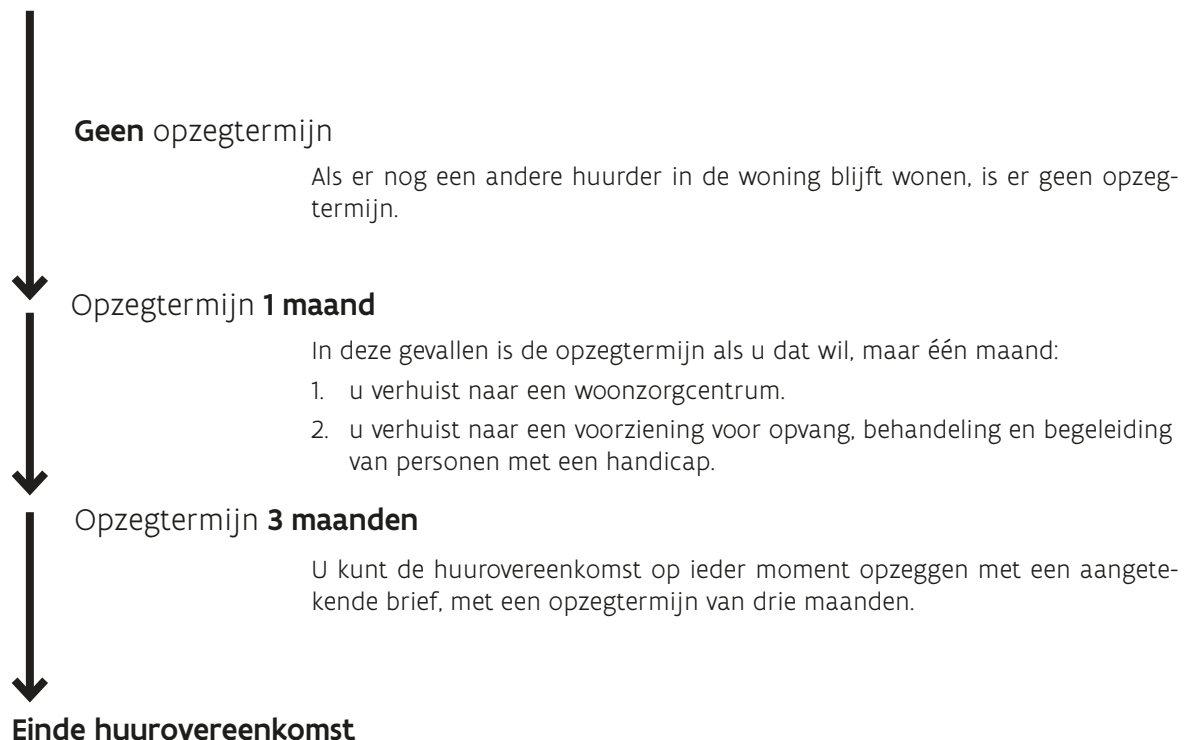 Geen opzegtermijn
Als er nog een andere huurder in de woning blijft wonen, is er geen opzeg-
termijn.
Opzegtermijn 1 maand
In deze gevallen is de opzegtermijn als u dat wil, maar één maand:
1. u verhuist naar een woonzorgcentrum.
2. u verhuist naar een voorziening voor opvang, behandeling en begeleiding
van personen met een handicap.
Opzegtermijn 3 maanden
U kunt de huurovereenkomst op ieder moment opzeggen met een aangete-
kende brief, met een opzegtermijn van drie maanden.
Einde huurovereenkomst